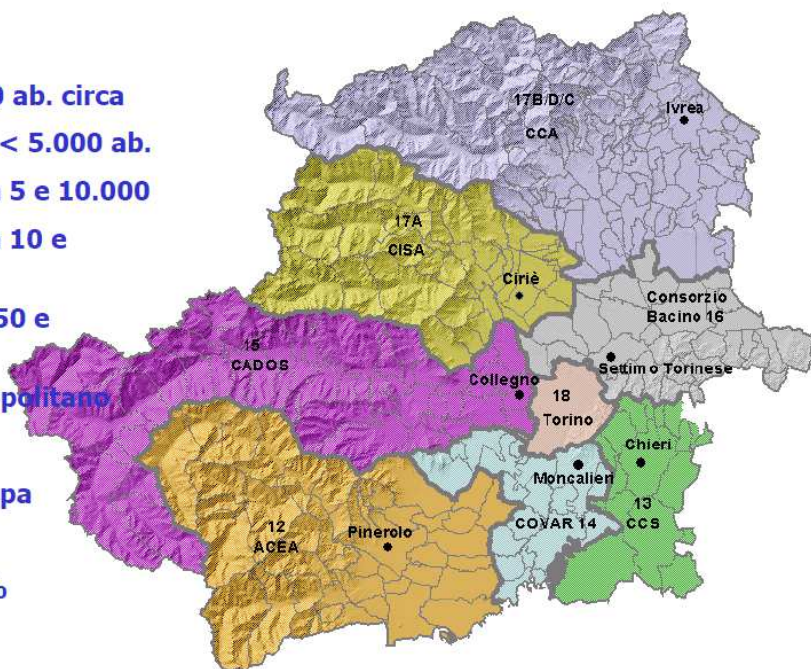 0 ab. circa
< 5.000 ab.
5 e 10.000
10 e
50 e
politano
pa
17B/D/C
CCA
Ivrea
17A
CISA
Ciriè
Consorzio
Bacino 16
Settimo Torinese
15
CADOS
Collegno
18
Torino
Chieri
Moncalieri
13
CCS
COVAR 14
12
ACEA
Pinerolo